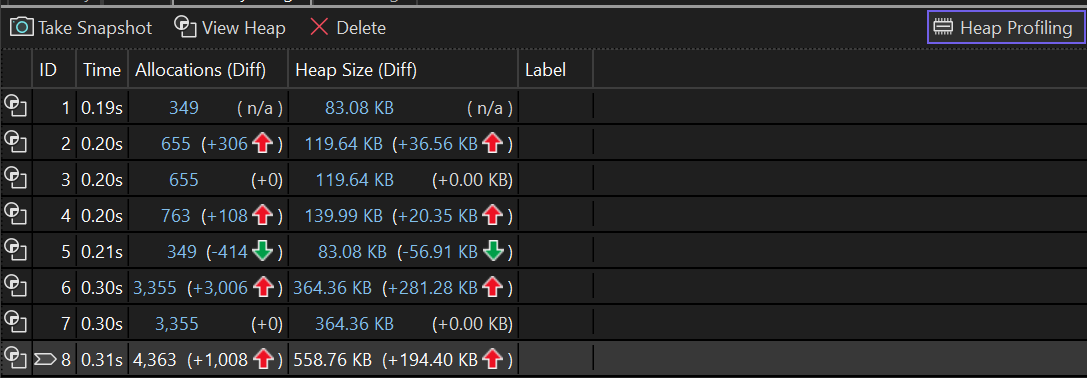 Take Snapshot View Heap Delete Heap Profiling
ID Time Allocations (Diff) Heap Size (Diff) Label
1 0.19s 349 ( n/a ) 83.08 KB ( n/a )
2 0.20s 655 (+306 ) 119.64 KB (+36.56 KB )
3 0.20s 655 (+0) 119.64 KB (+0.00 KB)
4 0.20s 763 (+108 ) 139.99 KB (+20.35 KB )
5 0.21s 349 (-414 ) 83.08 KB (-56.91 KB )
6 0.30s 3,355 (+3,006 ) 364.36 KB (+281.28 KB )
7 0.30s 3,355 (+0) 364.36 KB (+0.00 KB)
8 0.31s 4,363 (+1,008 ) 558.76 KB (+194.40 KB )